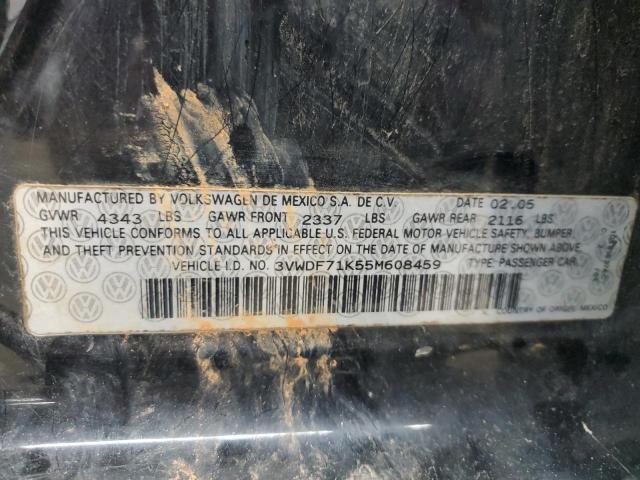 MANUFACTURED BY VOLKSWAGEN DE MEXICO S.A. DE C.V. DATE 02.05
GVWR 4343 LBS GAWR FRONT 2337 LBS GAWR REAR 2116 LBS.
THIS VEHICLE CONFORMS TO ALL APPLICABLE U.S. FEDERAL MOTOR VEHICLE SAFETY, BUMPER
AND THEFT PREVENTION STANDARDS IN EFFECT ON THE DATE OF MANUFACTURE SHOWN ABOVE.
VEHICLE I.D. NO. 3VWDF71K55M608459 TYPE: PASSENGER CAR
COUNTRY OF ORIGIN: MEXICO